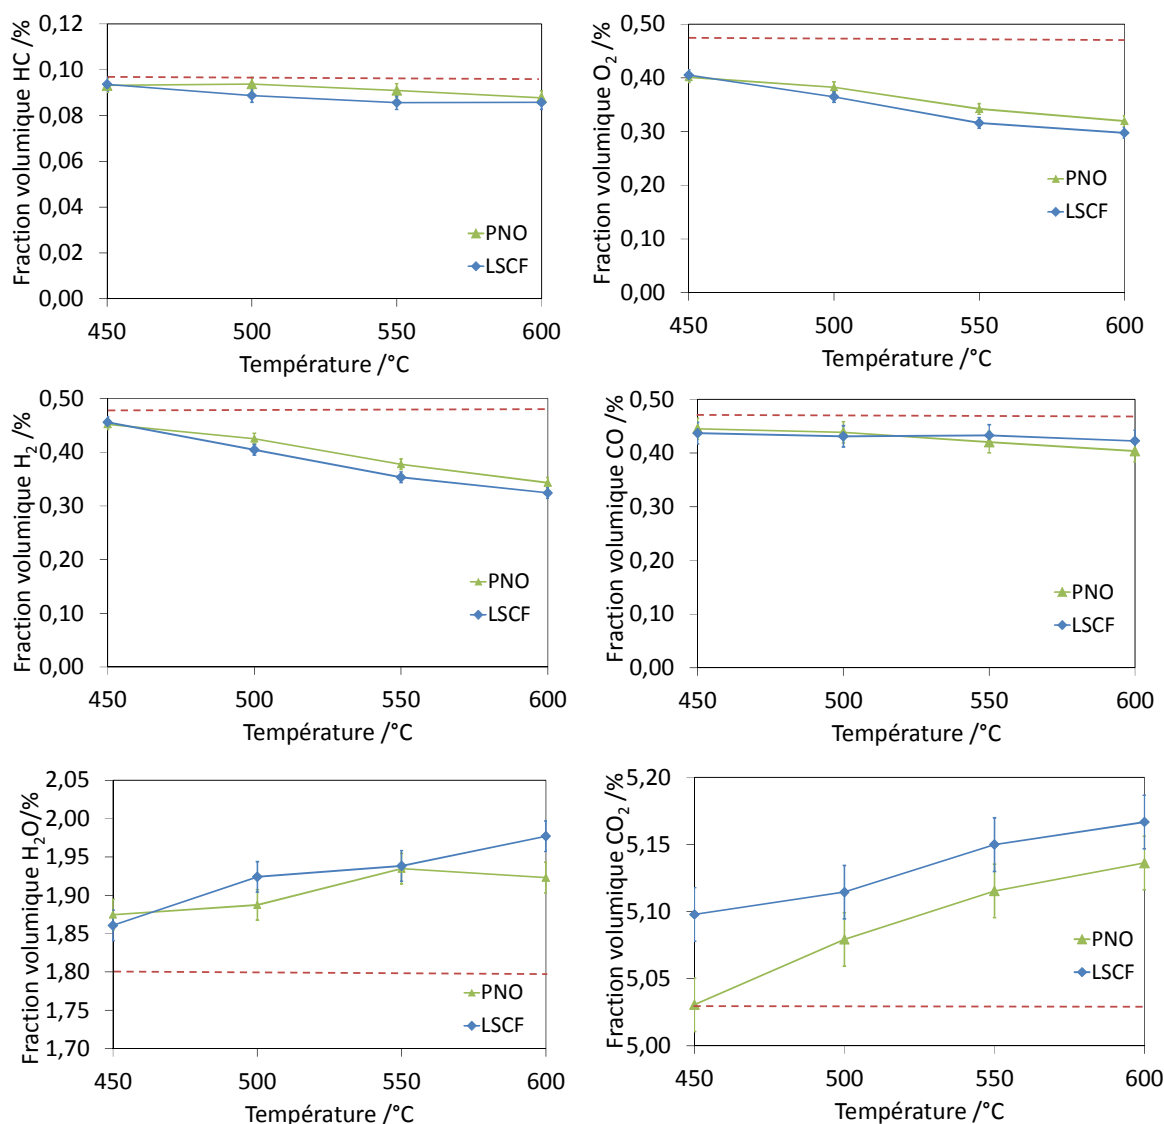 Fraction volumique HC /%
0,12
0,10
0,08
0,06
0,04
0,02
0,00
PNO
LSCF
450 500 550 600
Température /°C
Fraction volumique O2 /%
0,50
0,40
0,30
0,20
0,10
0,00
PNO
LSCF
450 500 550 600
Température /°C
Fraction volumique H2 /%
0,50
0,40
0,30
0,20
0,10
0,00
PNO
LSCF
450 500 550 600
Température /°C
Fraction volumique CO /%
0,50
0,40
0,30
0,20
0,10
0,00
PNO
LSCF
450 500 550 600
Température /°C
Fraction volumique H2O/%
2,05
2,00
1,95
1,90
1,85
1,80
1,75
1,70
PNO
LSCF
450 500 550 600
Température /°C
Fraction volumique CO2 /%
5,20
5,15
5,10
5,05
5,00
PNO
LSCF
450 500 550 600
Température /°C